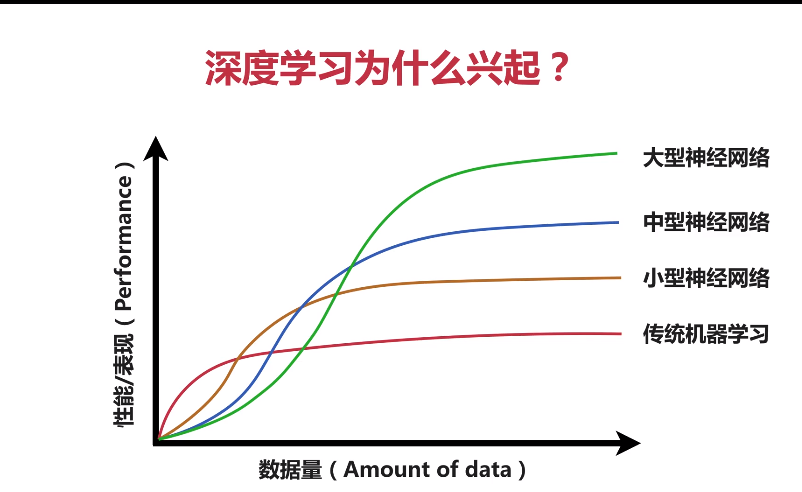 深度学习为什么兴起？
大型神经网络
中型神经网络
小型神经网络
传统机器学习
性能/表现（Performance）
数据量（Amount of data）